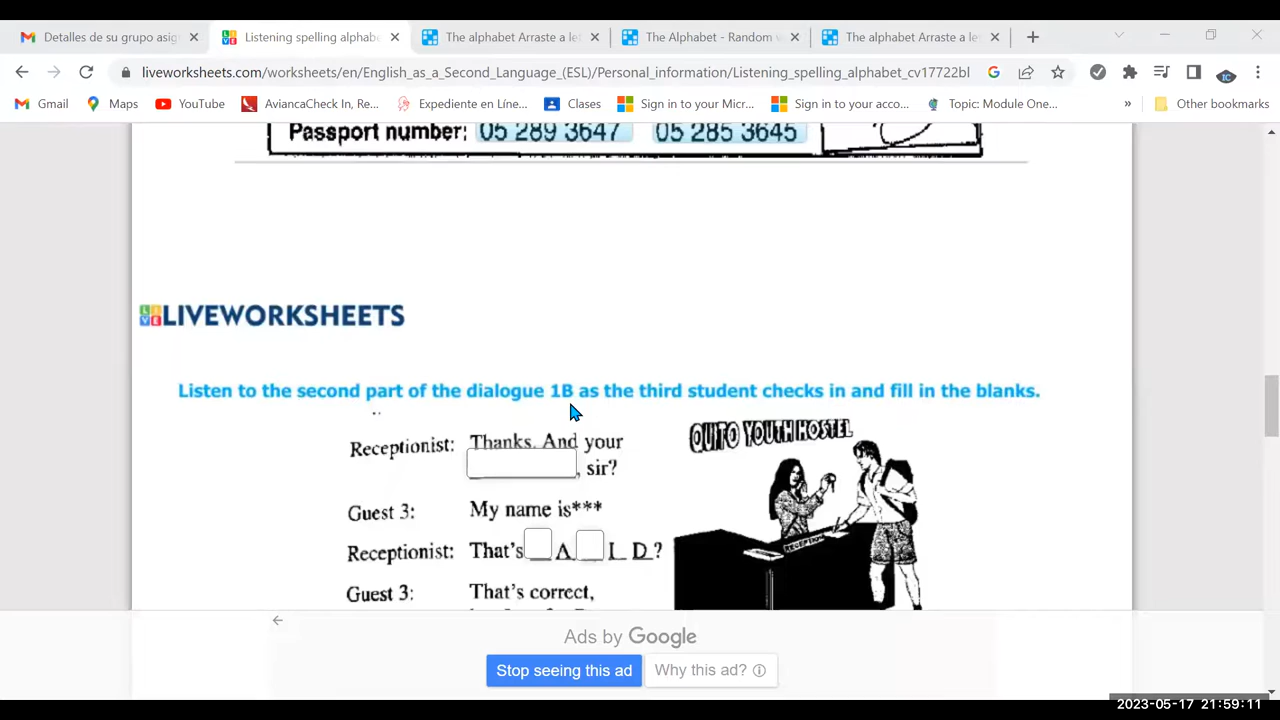 Detalles de su grupo asig
Listening spelling alphabe
The alphabet Arraste a let
The Alphabet - Random w
The alphabet Arraste a le
liveworksheets.com/worksheets/en/English_as_a_Second_Language_(ESL)/Personal_information/Listening_spelling_alphabet_cv17722bl
Gmail
Maps
YouTube
AviancaCheck In, Re...
Expediente en Líne...
Clases
Sign in to your Micr...
Sign in to your acco...
Topic: Module One...
»
Other bookmarks
Passport number: 05 289 3647 05 285 3645
LIVEWORKSHEETS
Listen to the second part of the dialogue 1B as the third student checks in and fill in the blanks.
Receptionist: Thanks. And your
, sir?
Guest 3: My name is***
Receptionist: That's A L D?
Guest 3: That's correct,
QUITO YOUTH HOSTEL
RECEPTION
Ads by Google
Stop seeing this ad
Why this ad?
2023-05-17 21:59:11